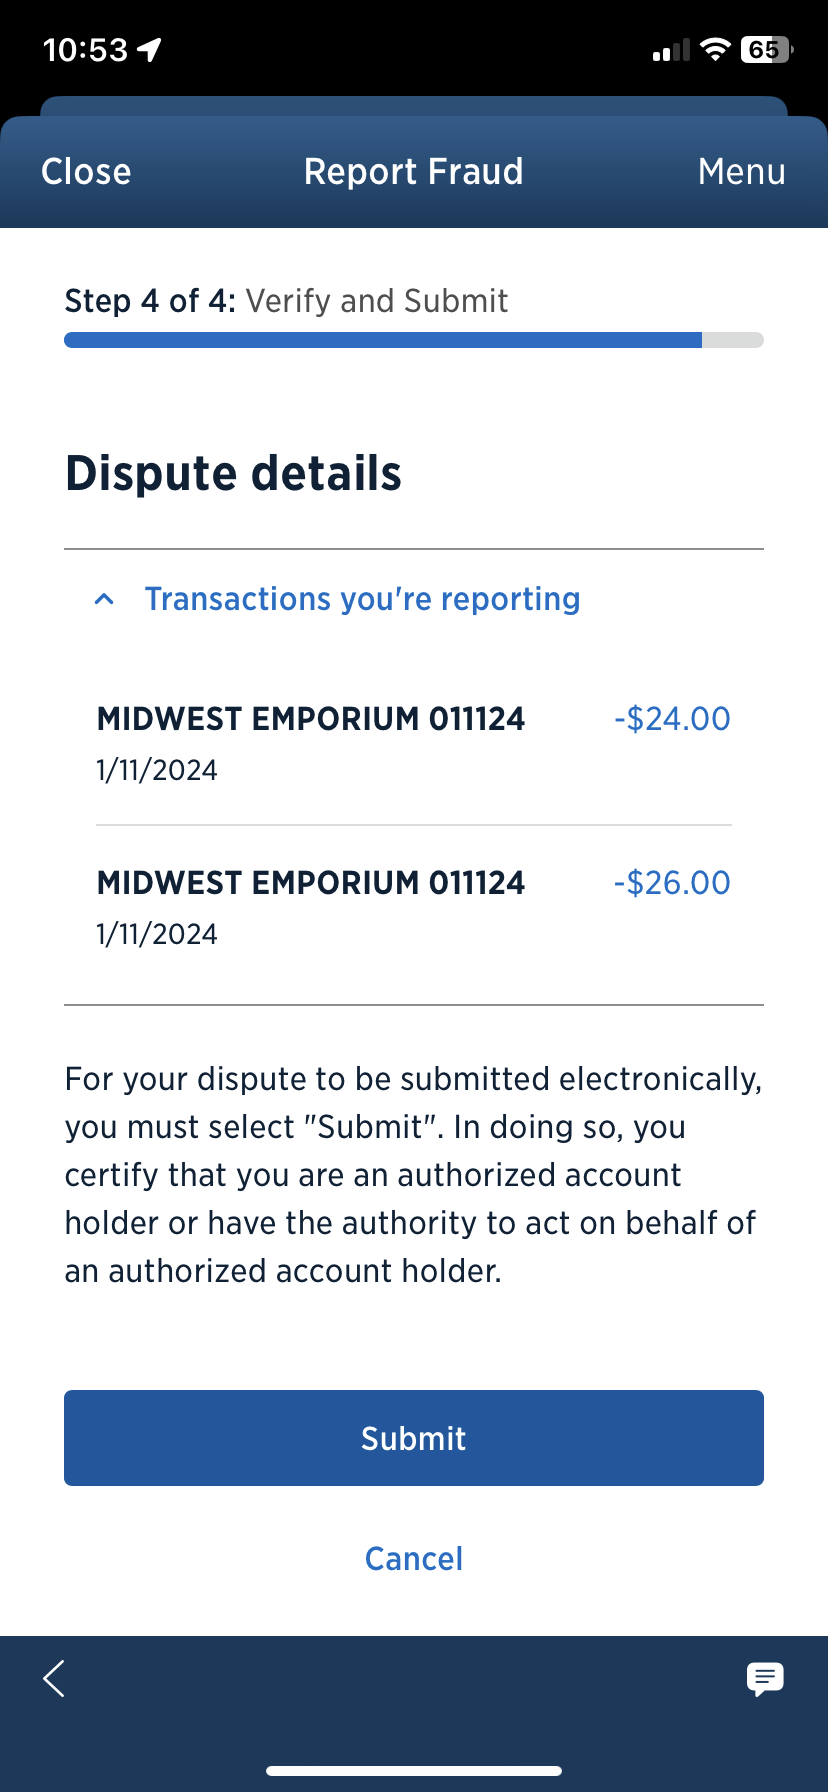 10:53
65
Close Report Fraud Menu
Step 4 of 4: Verify and Submit
Dispute details
Transactions you're reporting
MIDWEST EMPORIUM 011124 -$24.00
1/11/2024
MIDWEST EMPORIUM 011124 -$26.00
1/11/2024
For your dispute to be submitted electronically,
you must select "Submit". In doing so, you
certify that you are an authorized account
holder or have the authority to act on behalf of
an authorized account holder.
Submit
Cancel